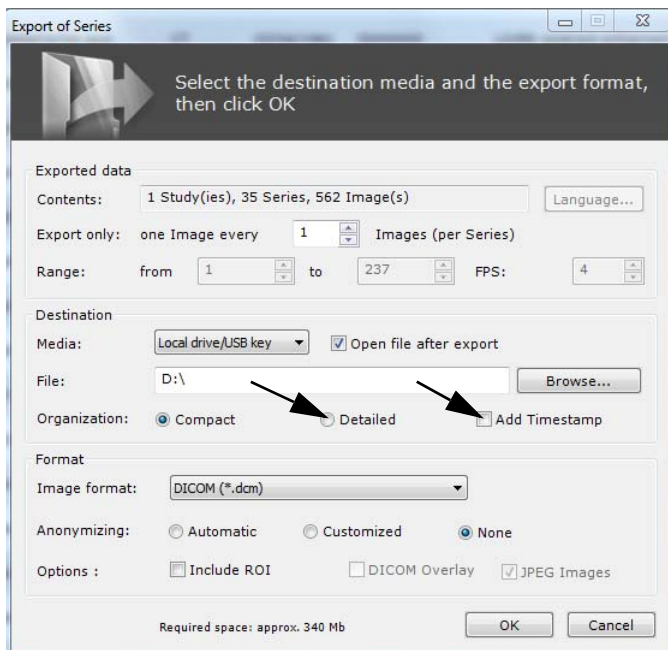 Export of Series
Select the destination media and the export format,
then click OK
Exported data
Contents: 1 Study(ies), 35 Series, 562 Image(s) Language...
Export only: one Image every 1 Images (per Series)
Range: from 1 to 237 FPS: 4
Destination
Media: Local drive/USB key Open file after export
File: D:\ Browse...
Organization: Compact Detailed Add Timestamp
Format
Image format: DICOM (*.dcm)
Anonymizing: Automatic Customized None
Options : Include ROI DICOM Overlay JPEG Images
Required space: approx. 340 Mb OK Cancel